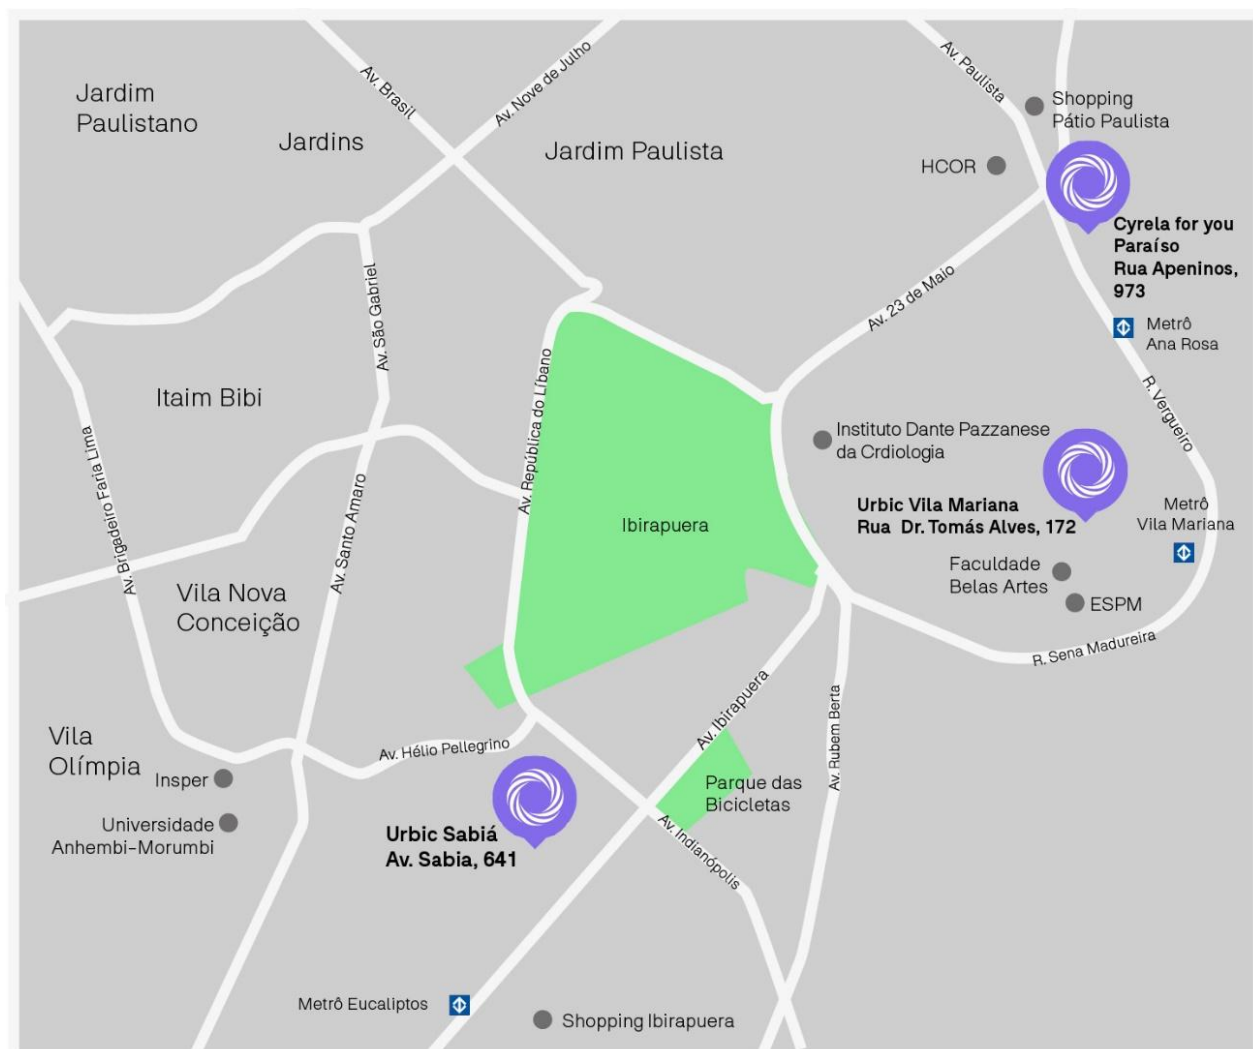 Av. Paulista
Av. Nove de Julho
Av. Brasil
Jardim
Paulistano
Jardins
Jardim Paulista
Shopping
Pátio Paulista
HCOR
Cyrela for you
Paraíso
Rua Apeninos,
973
Av. 23 de Maio
Av. São Gabriel
Metrô
Ana Rosa
Av. República do Líbano
Itaim Bibi
R. Vergueiro
Instituto Dante Pazzanese
da Crdiologia
Av. Brigadeiro Faria Lima
Av. Santo Amaro
Urbic Vila Mariana
Rua Dr. Tomás Alves, 172
Metrô
Vila Mariana
Ibirapuera
Faculdade
Belas Artes
ESPM
Vila Nova
Conceição
R. Sena Madureira
Av. Ibirapuera
Av. Rubem Berta
Vila
Olímpia
Av. Hélio Pellegrino
Insper
Parque das
Bicicletas
Universidade
Anhembi-Morumbi
Urbic Sabiá
Av. Sabia, 641
Av. Indianópolis
Metrô Eucaliptos
Shopping Ibirapuera